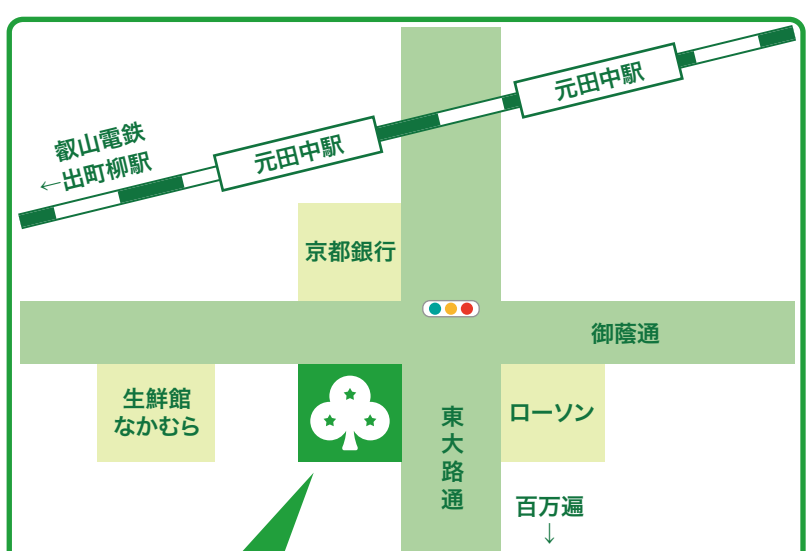 元田中駅
叡山電鉄
←出町柳駅
元田中駅
京都銀行
御蔭通
生鮮館
なかむら
東大路通
ローソン
百万遍
↓